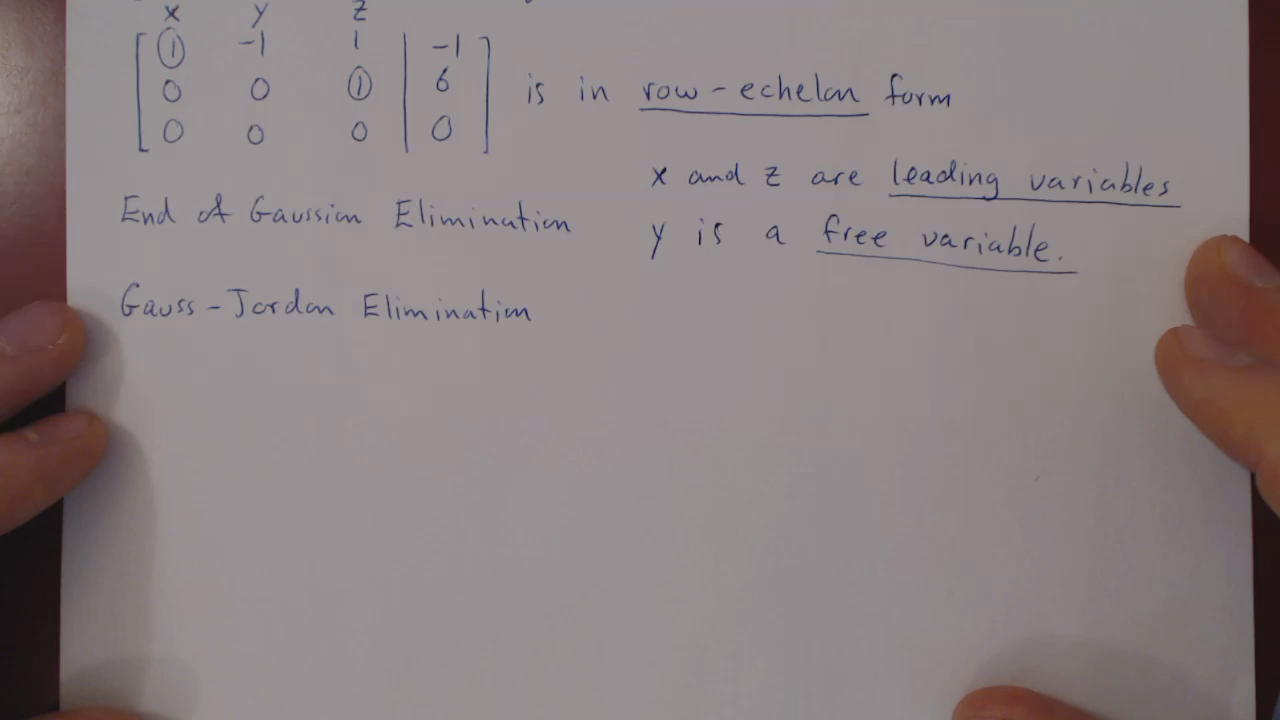 x y z
1 -1 1 | -1
0 0 1 | 6 is in row-echelon form
0 0 0 | 0
x and z are leading variables
End of Gaussian Elimination
y is a free variable.
Gauss-Jordan Elimination